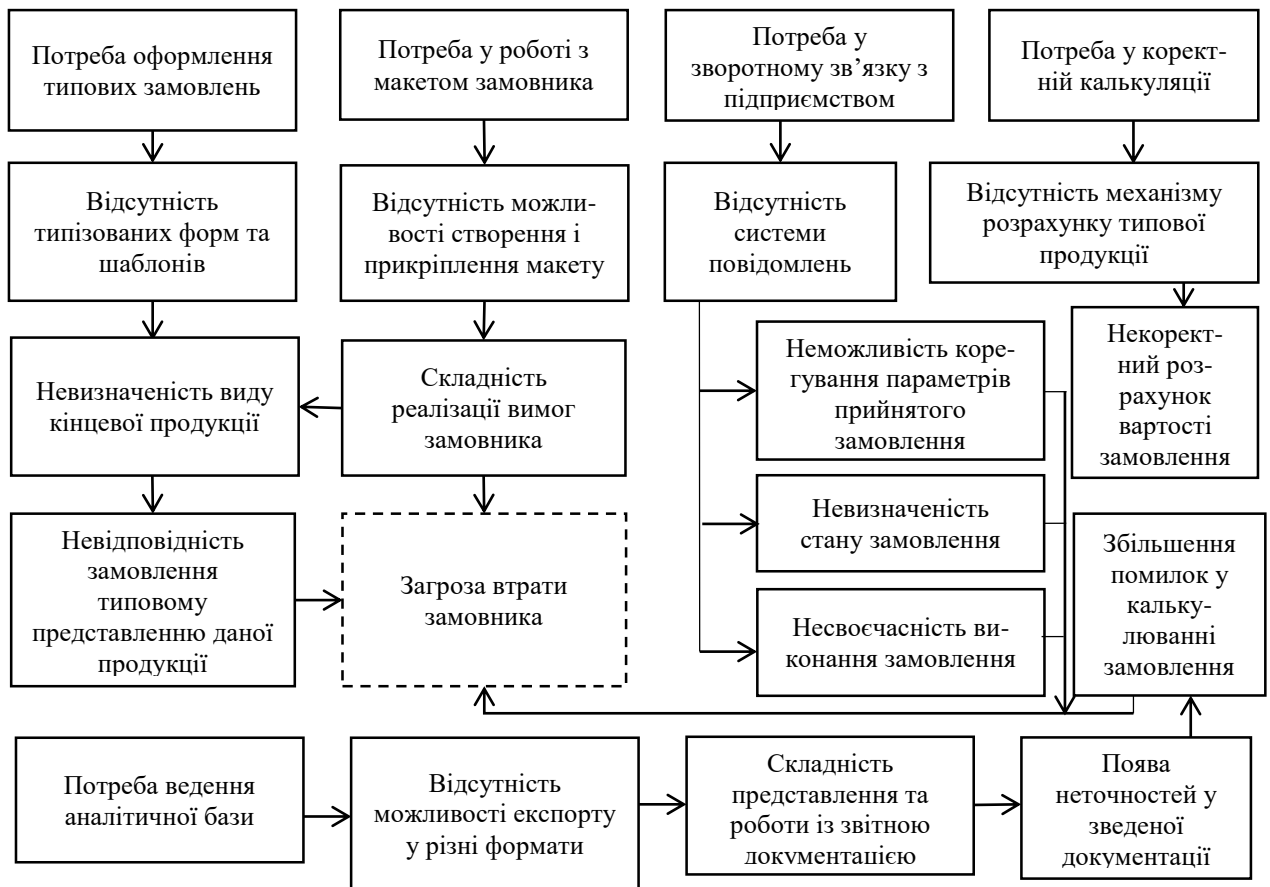 Потреба оформлення
типових замовлень
Потреба у роботі з
макетом замовника
Потреба у
зворотному зв’язку з
підприємством
Потреба у корект-
ній калькуляції
Відсутність
типізованих форм та
шаблонів
Відсутність можли-
вості створення і
прикріплення макету
Відсутність
системи
повідомлень
Відсутність механізму
розрахунку типової
продукції
Невизначеність виду
кінцевої продукції
Складність
реалізації вимог
замовника
Неможливість коре-
гування параметрів
прийнятого
замовлення
Некорект-
ний роз-
рахунок
вартості
замовлення
Невідповідність
замовлення
типовому
представленню даної
продукції
Загроза втрати
замовника
Невизначеність
стану замовлення
Несвоєчасність ви-
конання замовлення
Збільшення
помилок у
кальку-
люванні
замовлення
Потреба ведення
аналітичної бази
Відсутність
можливості експорту
у різні формати
Складність
представлення та
роботи із звітною
документацією
Поява
неточностей у
зведеної
документації